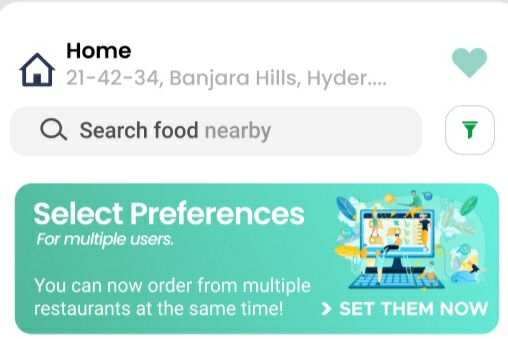 Home
21-42-34, Banjara Hills, Hyder....
Search food nearby
Select Preferences
For multiple users.
You can now order from multiple
restaurants at the same time!
> SET THEM NOW